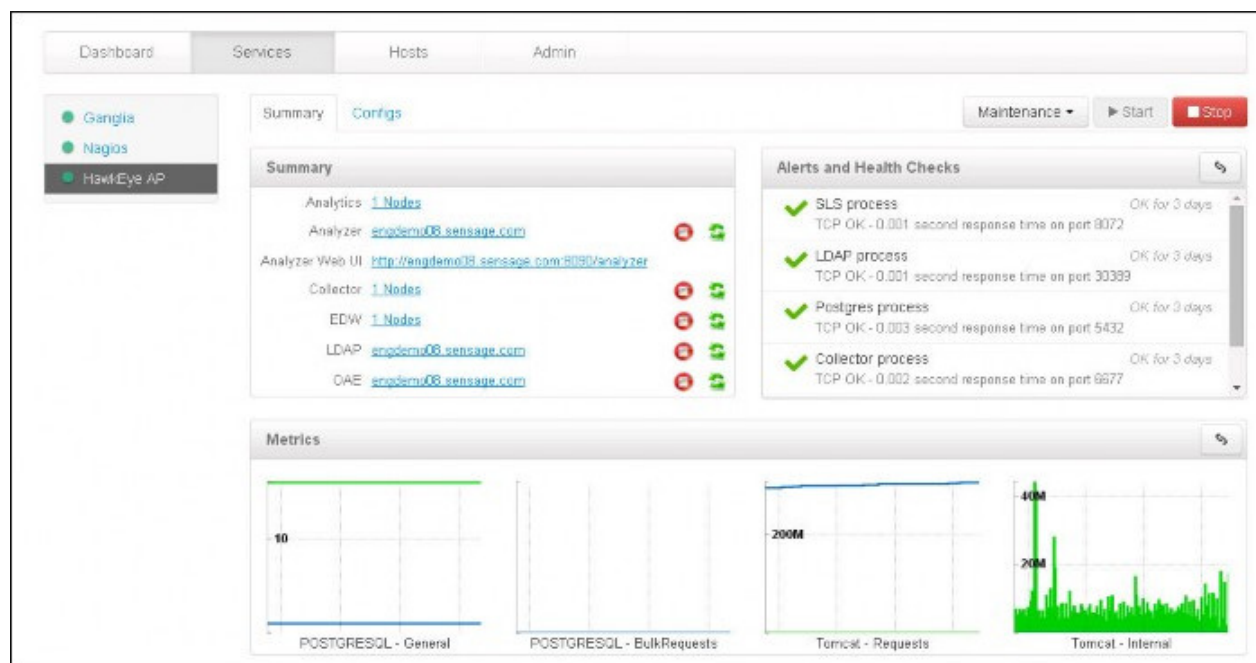 Dashboard Services Hosts Admin
Ganglia
Nagios
HawkEye AP
Summary Configs
Maintenance Start Stop
Summary
Analytics 1 Nodes
Analyzer engdemo08.sensage.com
Analyzer Web UI http://engdemo08.sensage.com:8090/analyzer
Collector 1 Nodes
EDW 1 Nodes
LDAP engdemo08.sensage.com
OAE engdemo08.sensage.com
Alerts and Health Checks
SLS process OK for 3 days
TCP OK - 0.001 second response time on port 8072
LDAP process OK for 3 days
TCP OK - 0.001 second response time on port 30389
Postgres process OK for 3 days
TCP OK - 0.003 second response time on port 5432
Collector process OK for 3 days
TCP OK - 0.002 second response time on port 6677
Metrics
10
POSTGRESQL - General
POSTGRESQL - BulkRequests
200M
Tomcat - Requests
40M
20M
Tomcat - Internal